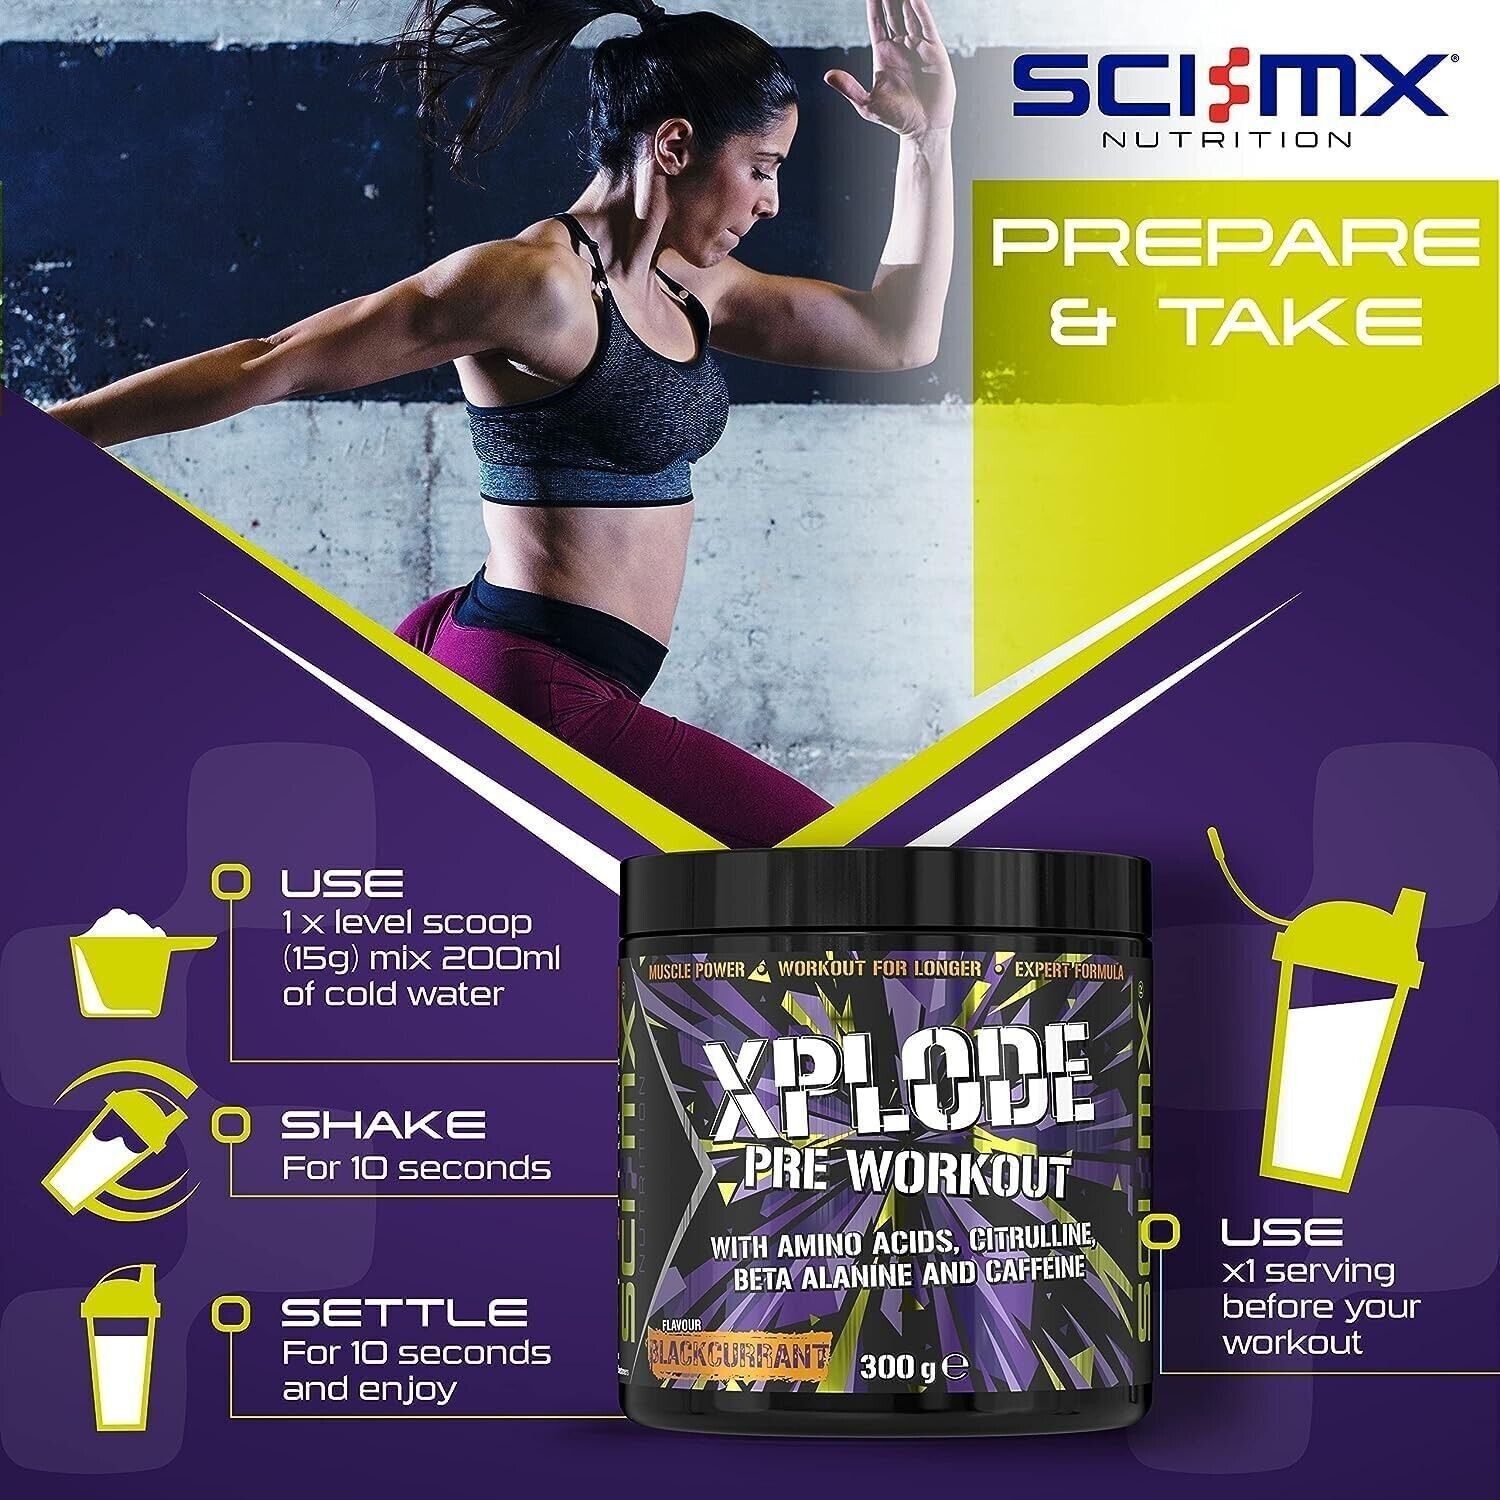 SCI MX®
NUTRITION
PREPARE
& TAKE
USE
1 x level scoop
(15g) mix 200ml
of cold water
SHAKE
For 10 seconds
SETTLE
For 10 seconds
and enjoy
MUSCLE POWER WORKOUT FOR LONGER • EXPERT FORMULA
XPLODE
PRE WORKOUT
WITH AMINO ACIDS, CITRULLINE,
BETA ALANINE AND CAFFEINE
FLAVOUR
BLACKCURRANT
300 g ℮
NUTRITION
USE
x1 serving
before your
workout